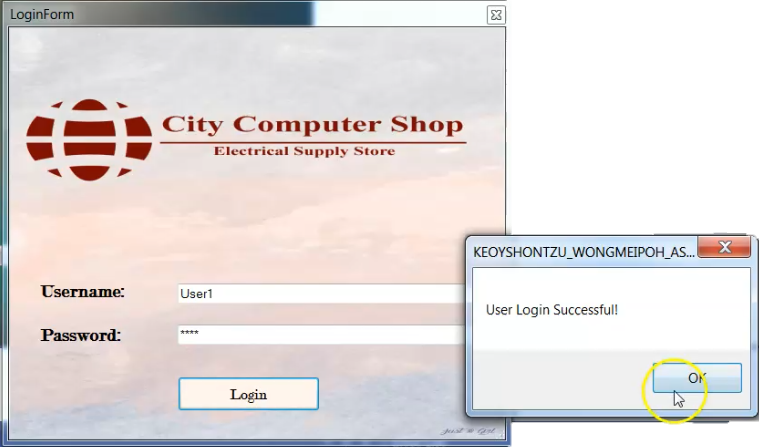 LoginForm
City Computer Shop
Electrical Supply Store
Username:
User1
Password:
****
Login
KEOYSHONTZU_WONGMEIPOH_AS...
User Login Successful!
OK